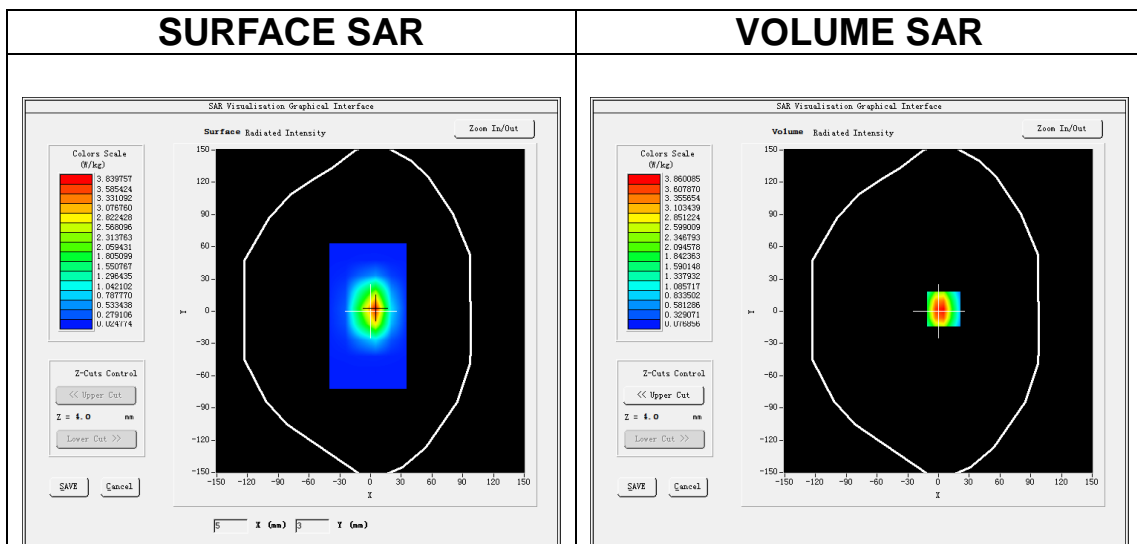 SURFACE SAR
VOLUME SAR
SAR Visualisation Graphical Interface
Surface Radiated Intensity
Zoom In/Out
Colors Scale
(W/kg)
3.839757
3.585424
3.331092
3.076760
2.822428
2.568096
2.313763
2.059431
1.805099
1.550767
1.296435
1.042102
0.787770
0.533438
0.279106
0.024774
150
120
90
60
30
0
-30
-60
-90
-120
-150
Y
-150 -120 -90 -60 -30 0 30 60 90 120 150
X
Z-Cuts Control
<< Upper Cut
Z = 4.0 mm
Lower Cut >>
SAVE Cancel
5 X (mm) 3 Y (mm)
SAR Visualisation Graphical Interface
Volume Radiated Intensity
Zoom In/Out
Colors Scale
(W/kg)
3.860085
3.607870
3.355654
3.103439
2.851224
2.599009
2.346793
2.094578
1.842363
1.590148
1.337932
1.085717
0.833502
0.581286
0.329071
0.076856
150
120
90
60
30
0
-30
-60
-90
-120
-150
Y
-150 -120 -90 -60 -30 0 30 60 90 120 150
X
Z-Cuts Control
<< Upper Cut
Z = 4.0 mm
Lower Cut >>
SAVE Cancel